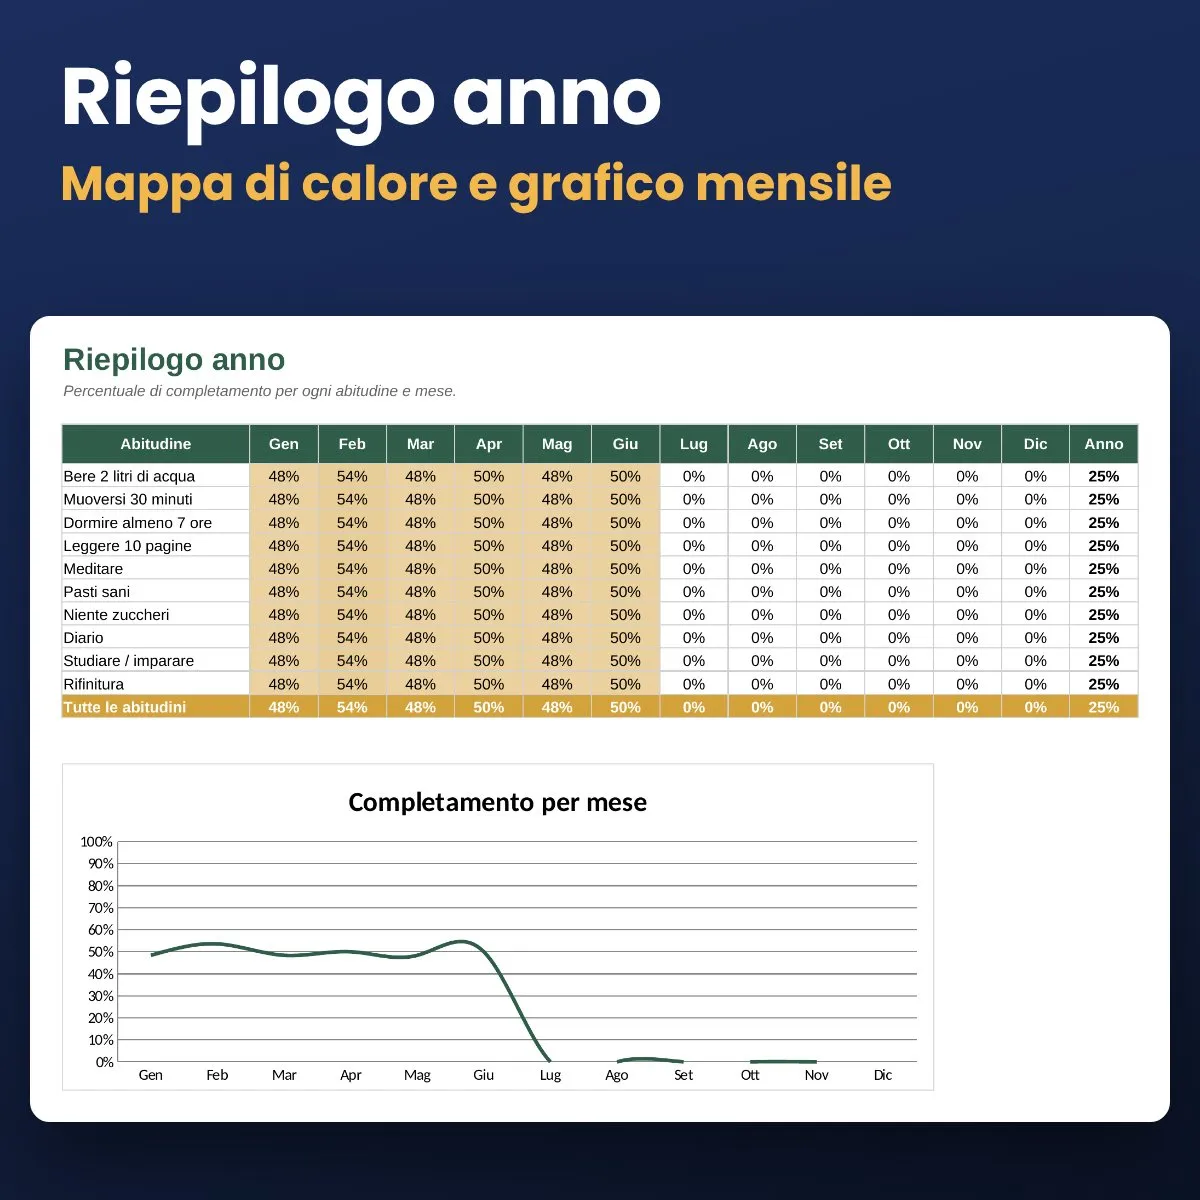 Riepilogo anno
Mappa di calore e grafico mensile
Riepilogo anno
Percentuale di completamento per ogni abitudine e mese.
Abitudine Gen Feb Mar Apr Mag Giu Lug Ago Set Ott Nov Dic Anno
Bere 2 litri di acqua 48% 54% 48% 50% 48% 50% 0% 0% 0% 0% 0% 0% 25%
Muoversi 30 minuti 48% 54% 48% 50% 48% 50% 0% 0% 0% 0% 0% 0% 25%
Dormire almeno 7 ore 48% 54% 48% 50% 48% 50% 0% 0% 0% 0% 0% 0% 25%
Leggere 10 pagine 48% 54% 48% 50% 48% 50% 0% 0% 0% 0% 0% 0% 25%
Meditare 48% 54% 48% 50% 48% 50% 0% 0% 0% 0% 0% 0% 25%
Pasti sani 48% 54% 48% 50% 48% 50% 0% 0% 0% 0% 0% 0% 25%
Niente zuccheri 48% 54% 48% 50% 48% 50% 0% 0% 0% 0% 0% 0% 25%
Diario 48% 54% 48% 50% 48% 50% 0% 0% 0% 0% 0% 0% 25%
Studiare / imparare 48% 54% 48% 50% 48% 50% 0% 0% 0% 0% 0% 0% 25%
Rifinitura 48% 54% 48% 50% 48% 50% 0% 0% 0% 0% 0% 0% 25%
Tutte le abitudini 48% 54% 48% 50% 48% 50% 0% 0% 0% 0% 0% 0% 25%
Completamento per mese
100%
90%
80%
70%
60%
50%
40%
30%
20%
10%
0%
Gen Feb Mar Apr Mag Giu Lug Ago Set Ott Nov Dic